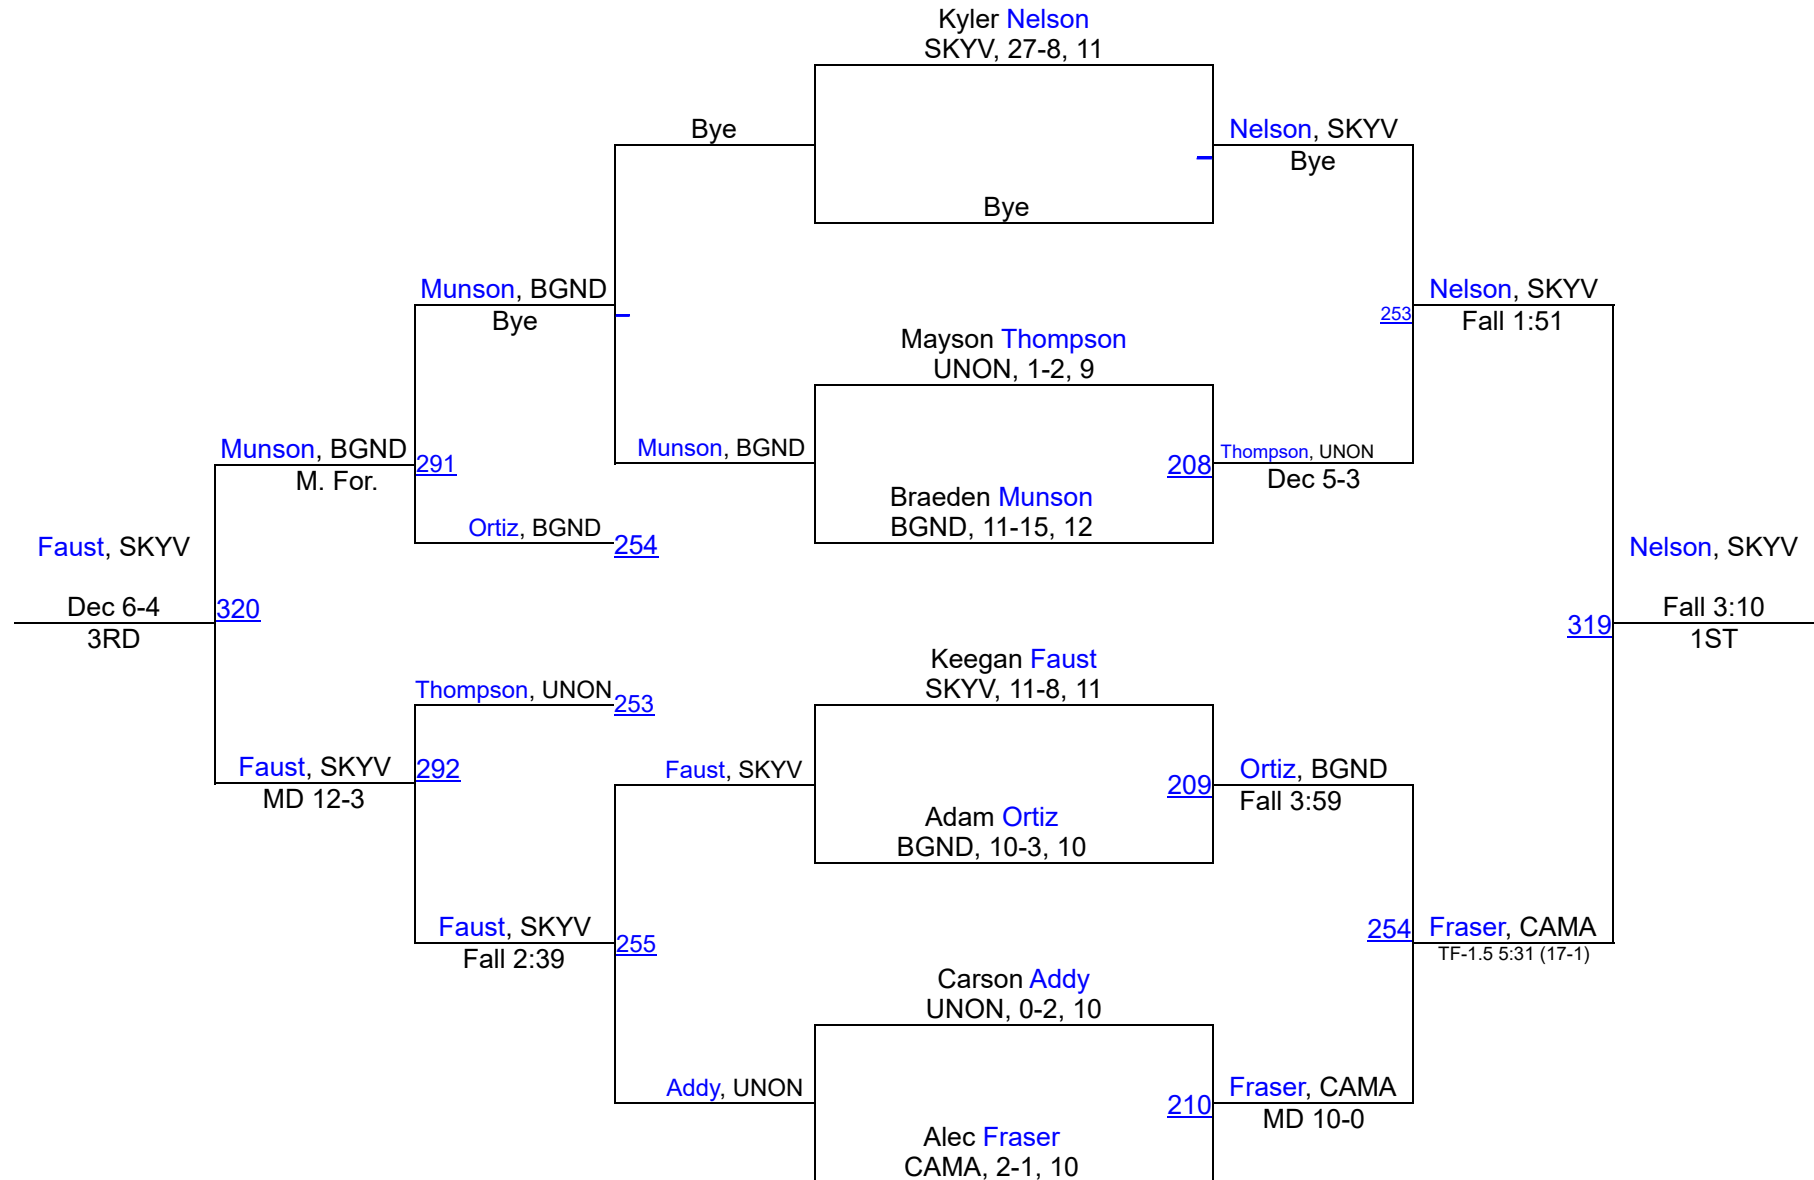 Kyler Nelson
SKYV, 27-8, 11
Bye
Nelson, SKYV
Bye
Bye
Munson, BGND
Bye
Nelson, SKYV
253
Fall 1:51
Mayson Thompson
UNON, 1-2, 9
Munson, BGND
291
M. For.
Munson, BGND
208
Thompson, UNON
Dec 5-3
Braeden Munson
BGND, 11-15, 12
Ortiz, BGND
254
Faust, SKYV
Nelson, SKYV
Dec 6-4
320
3RD
Fall 3:10
319
1ST
Keegan Faust
SKYV, 11-8, 11
Thompson, UNON
253
Faust, SKYV
292
MD 12-3
Faust, SKYV
209
Ortiz, BGND
Fall 3:59
Adam Ortiz
BGND, 10-3, 10
Faust, SKYV
255
Fall 2:39
254
Fraser, CAMA
TF-1.5 5:31 (17-1)
Carson Addy
UNON, 0-2, 10
Addy, UNON
210
Fraser, CAMA
MD 10-0
Alec Fraser
CAMA, 2-1, 10